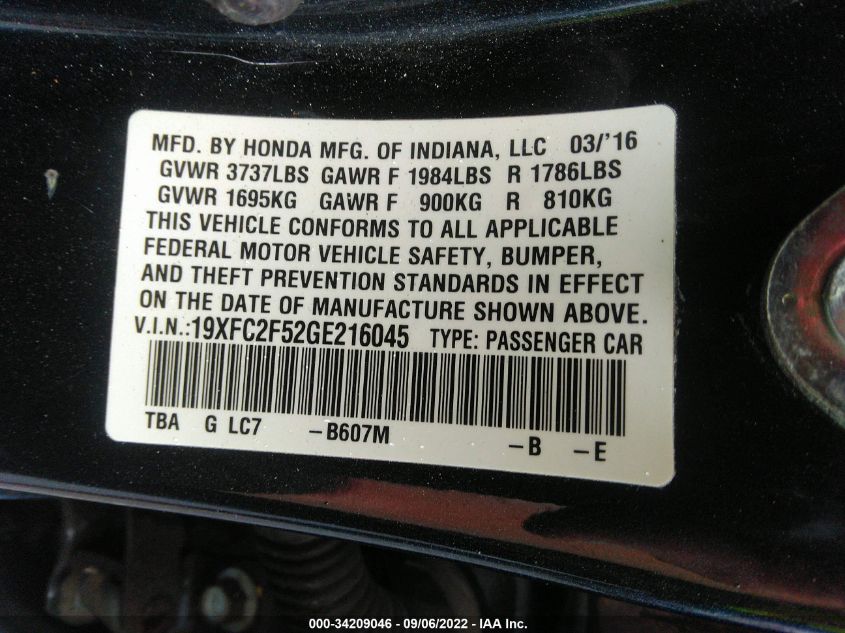 MFD. BY HONDA MFG. OF INDIANA, LLC 03/'16
GVWR 3737LBS GAWR F 1984LBS R 1786LBS
GVWR 1695KG GAWR F 900KG R 810KG
THIS VEHICLE CONFORMS TO ALL APPLICABLE
FEDERAL MOTOR VEHICLE SAFETY, BUMPER,
AND THEFT PREVENTION STANDARDS IN EFFECT
ON THE DATE OF MANUFACTURE SHOWN ABOVE.
V.I.N.:19XFC2F52GE216045 TYPE: PASSENGER CAR
TBA G LC7 -B607M -B -E
000-34209046 - 09/06/2022 - IAA Inc.